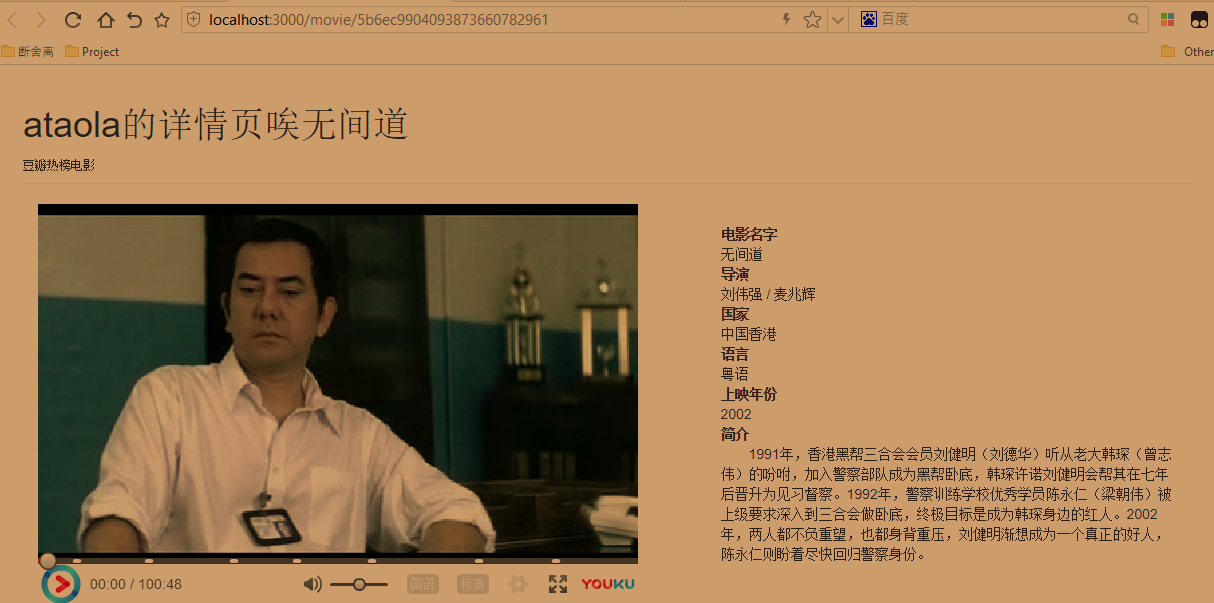 localhost:3000/movie/5b6ec9904093873660782961
百度
断舍离
Project
Other
ataola的详情页唉无间道
豆瓣热榜电影
电影名字
无间道
导演
刘伟强 / 麦兆辉
国家
中国香港
语言
粤语
上映年份
2002
简介
1991年，香港黑帮三合会会员刘健明（刘德华）听从老大韩琛（曾志
伟）的吩咐，加入警察部队成为黑帮卧底，韩琛许诺刘健明会帮其在七年
后晋升为见习督察。1992年，警察训练学校优秀学员陈永仁（梁朝伟）被
上级要求深入到三合会做卧底，终极目标是成为韩琛身边的红人。2002
年，两人都不负重望，也都身背重压，刘健明渐想成为一个真正的好人，
陈永仁则盼着尽快回归警察身份。
00:00 / 100:48
国语
标清
YOUKU